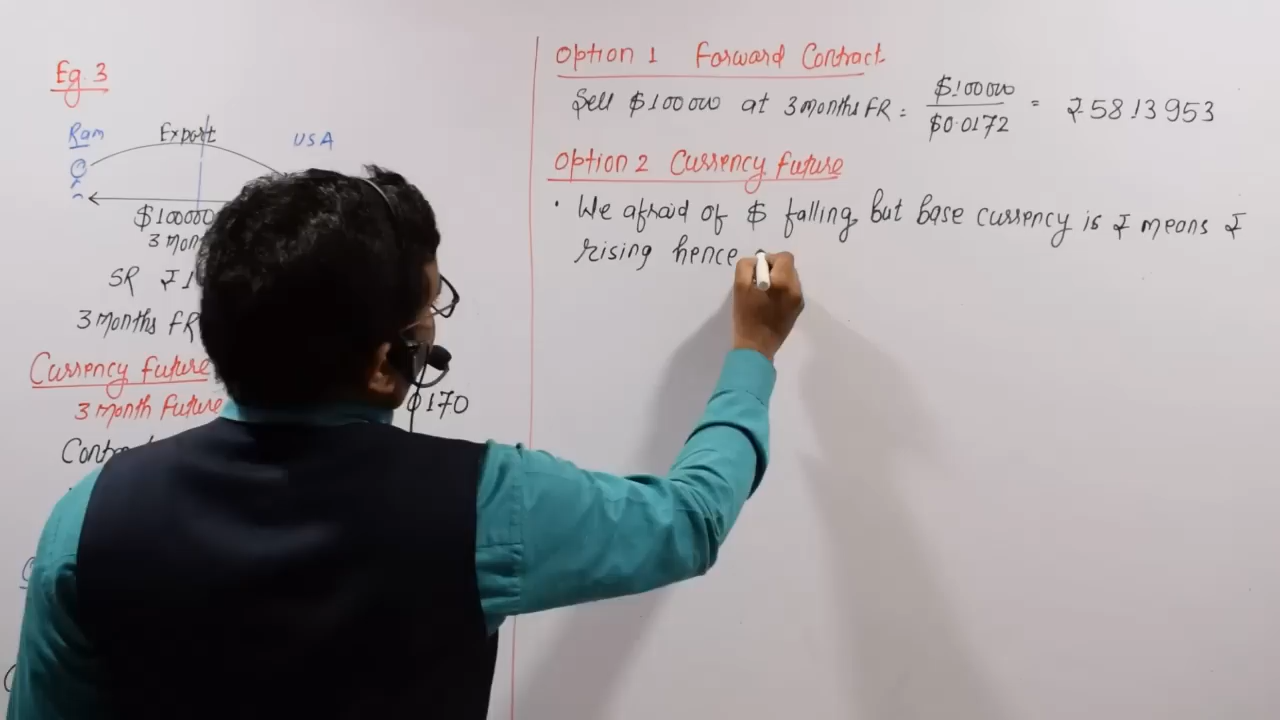 Eg. 3
Ram
Export
USA
$100000
3 mon
SR ₹1
3 months FR
Currency future
3 month future
0170
Contra
Option 1 Forward Contract
Sell $100000 at 3 months FR = $100000 / $0.0172 = ₹5813953
Option 2 Currency Future
• We afraid of $ falling, but base currency is ₹ means ₹
rising hence